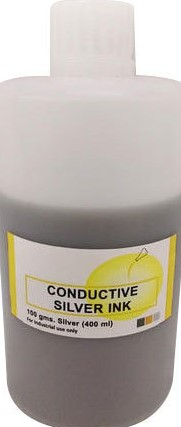 CONDUCTIVE
SILVER INK
100 gms. Silver (400 ml)
For industrial use only